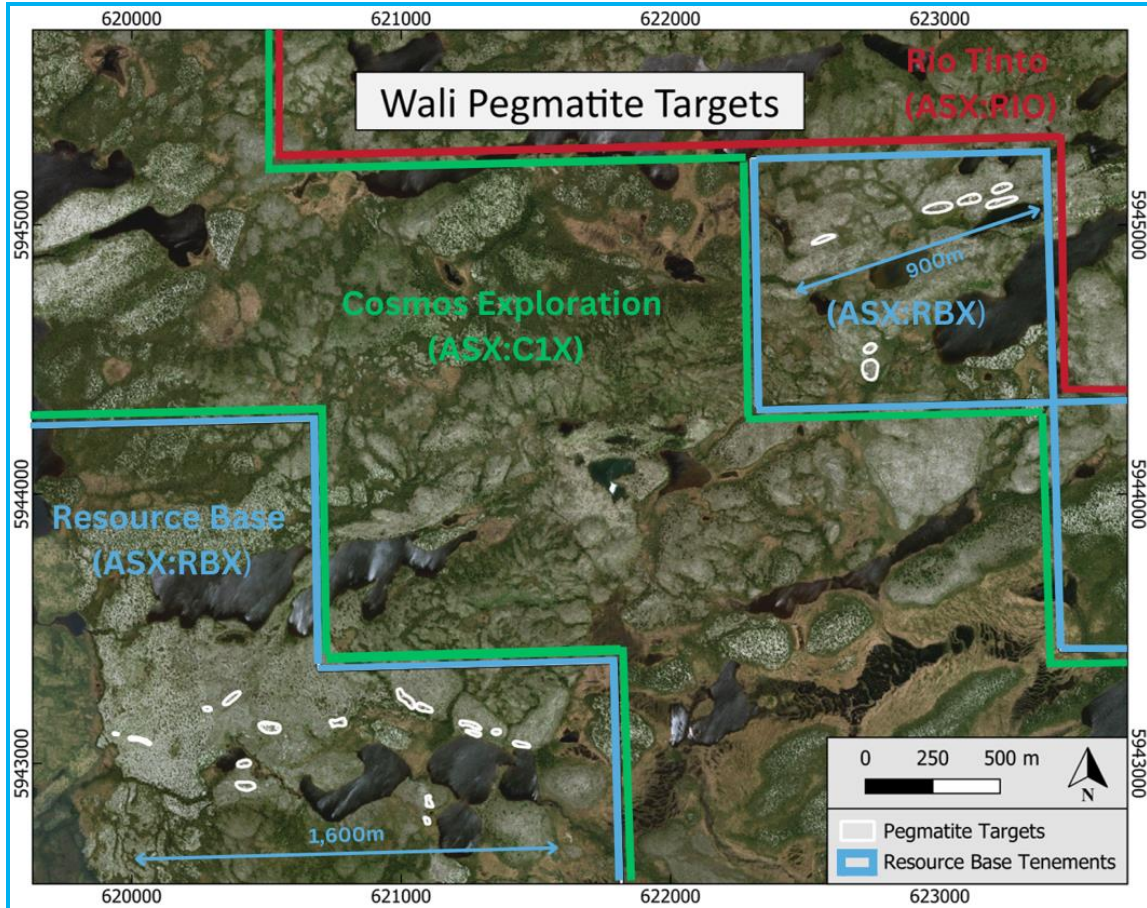 620000 621000 622000 623000
Wali Pegmatite Targets
Rio Tinto
(ASX:RIO)
5945000 5945000
900m
Cosmos Exploration
(ASX:C1X)
(ASX:RBX)
5944000 5944000
Resource Base
(ASX:RBX)
5943000 5943000
1,600m
0 250 500 m
N
Pegmatite Targets
Resource Base Tenements
620000 621000 622000 623000